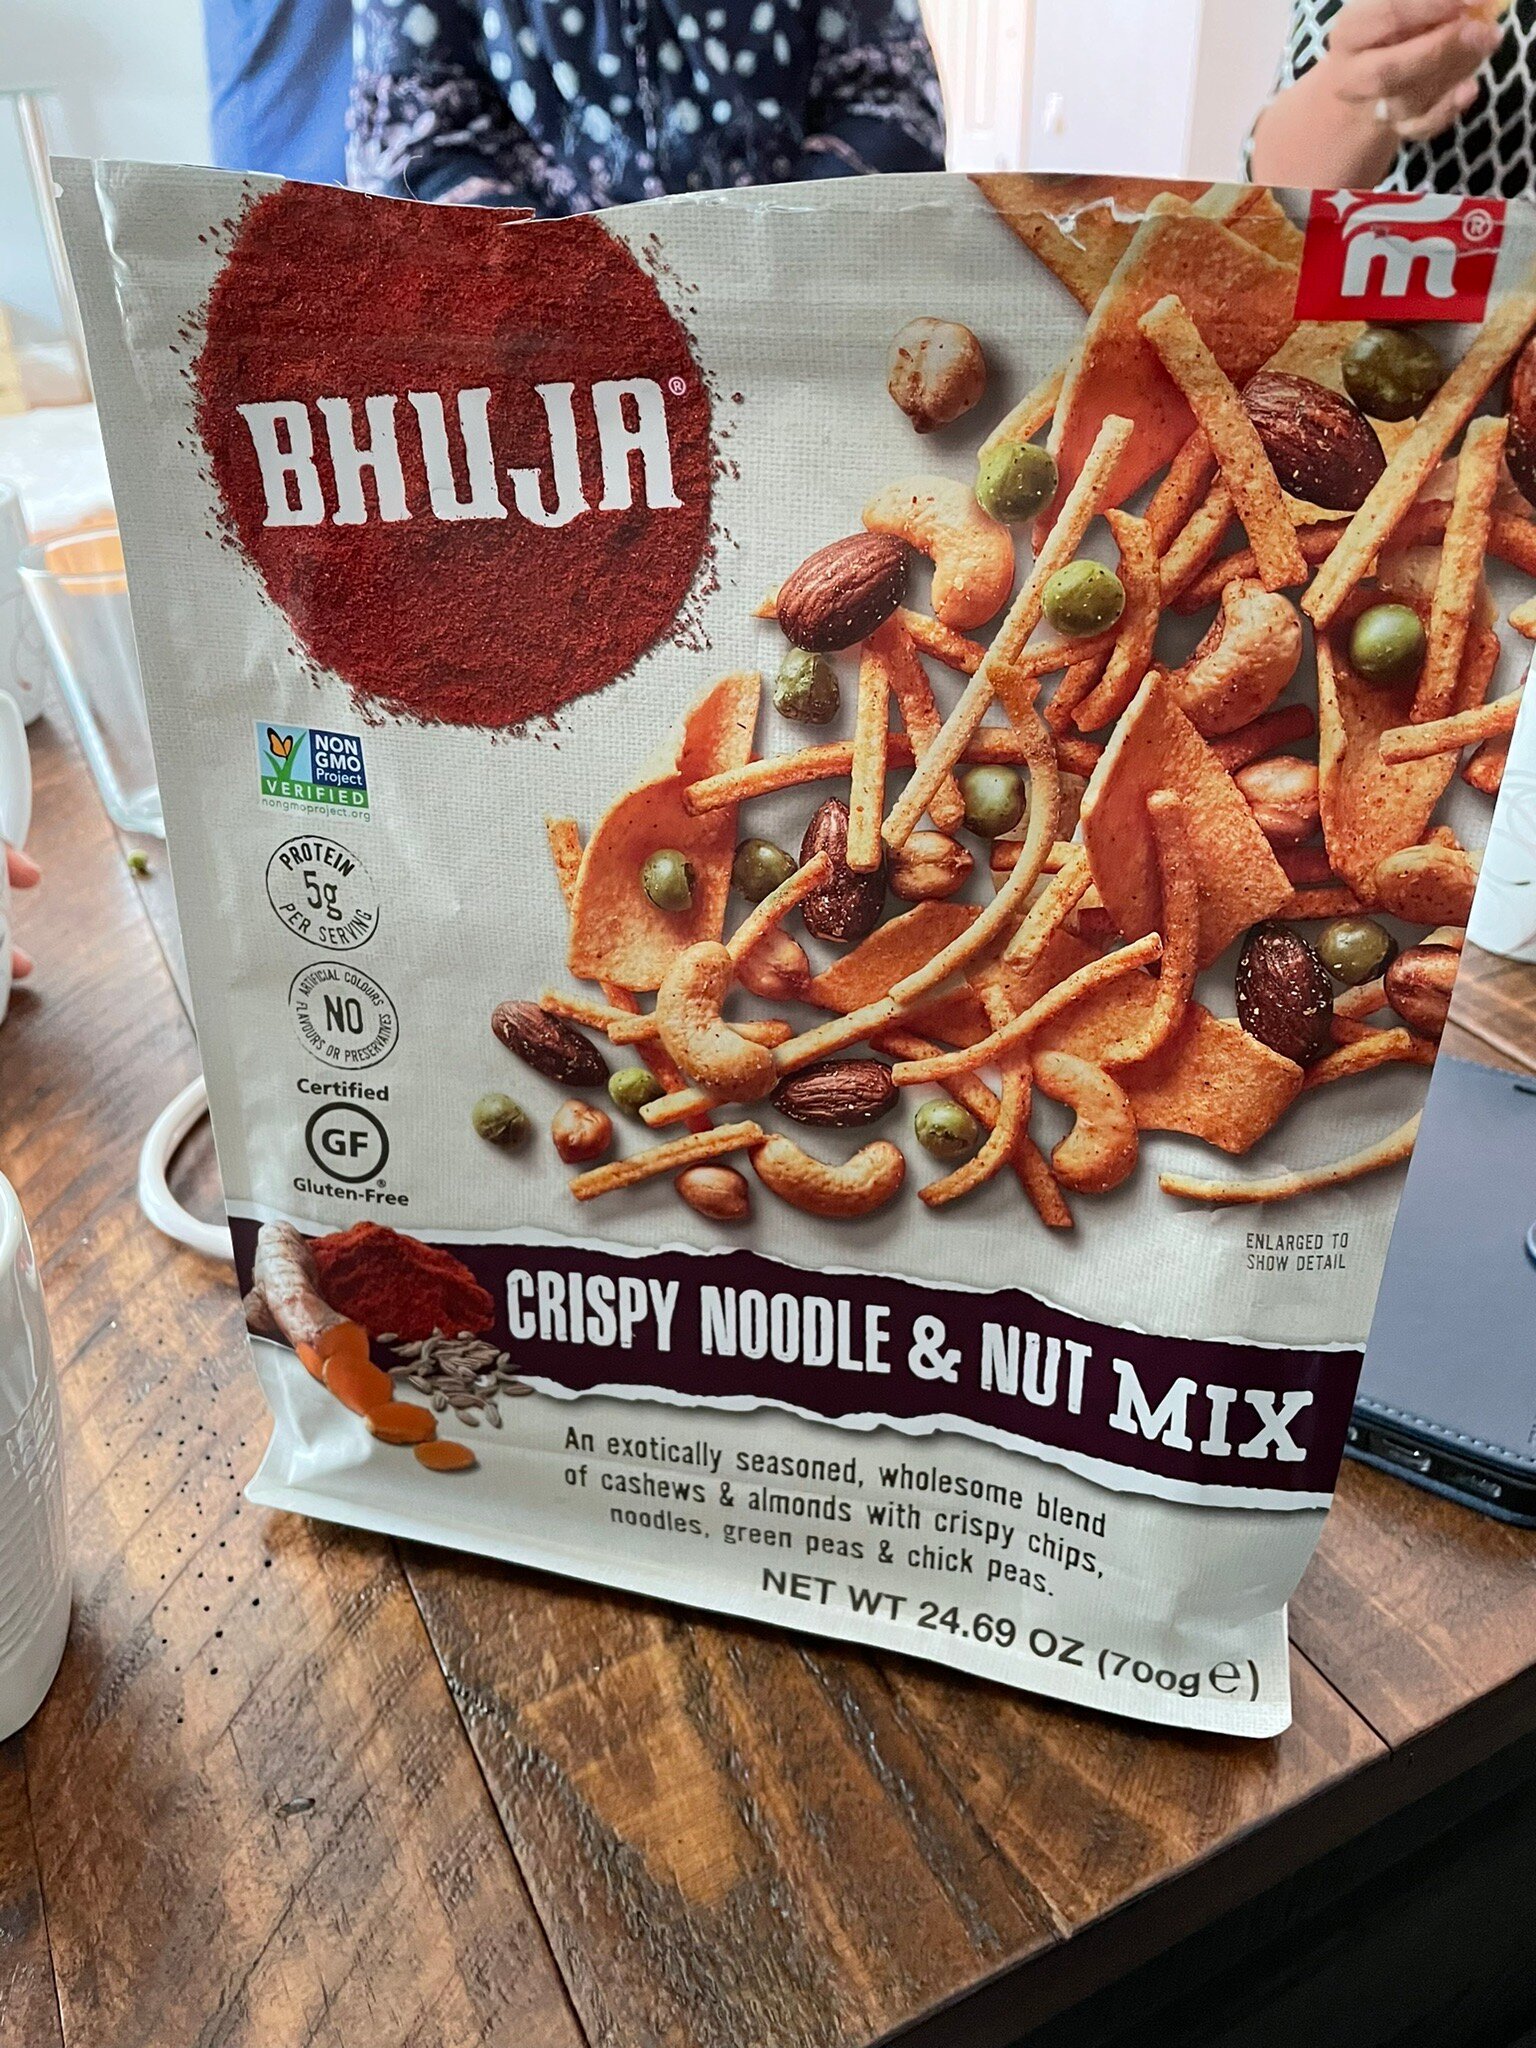 m®
BHUJA®
NON
GMO
Project
VERIFIED
nongmoproject.org
PROTEIN
5g
PER SERVING
ARTIFICIAL COLOURS
NO
FLAVOURS OR PRESERVATIVES
Certified
GF®
Gluten-Free
ENLARGED TO
SHOW DETAIL
CRISPY NOODLE & NUT MIX
An exotically seasoned, wholesome blend
of cashews & almonds with crispy chips,
noodles, green peas & chick peas.
NET WT 24.69 OZ (700g℮)